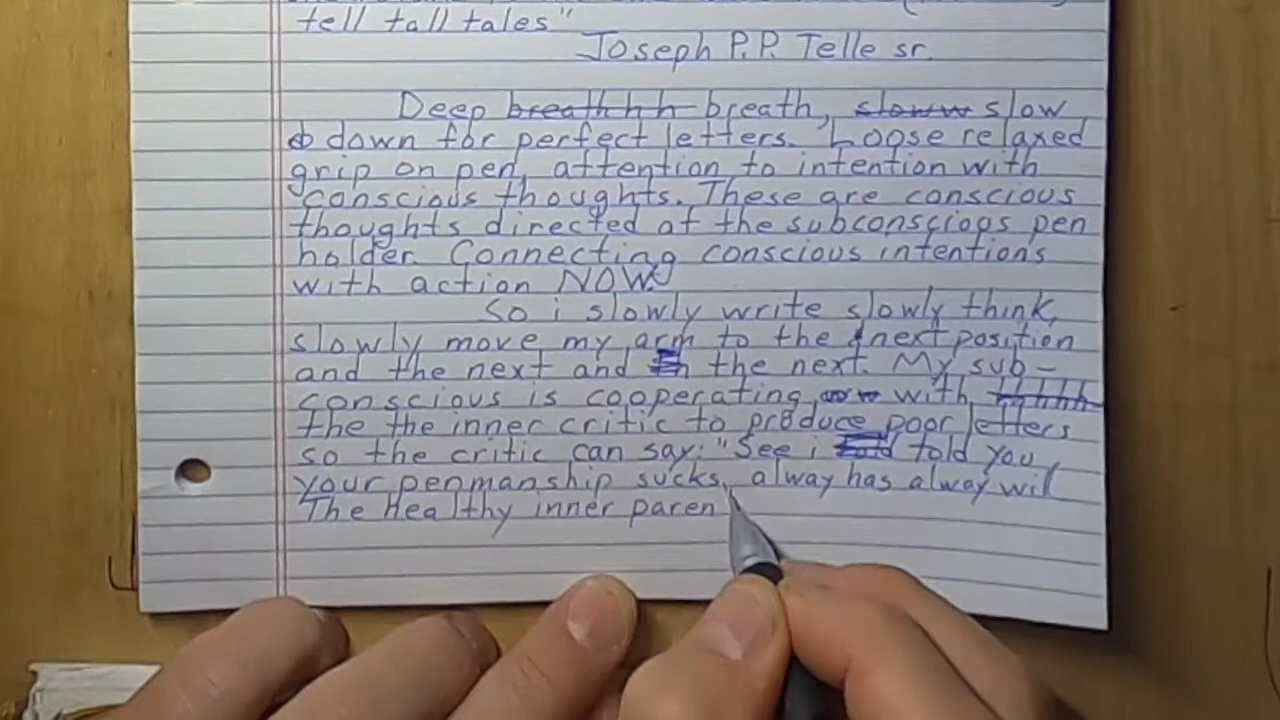 tell tall tales"
Joseph P.P. Telle sr.
Deep breath h h breath, sloww slow
down for perfect letters. Loose relaxed
grip on pen, attention to intention with
conscious thoughts. These are conscious
thoughts directed at the subconscious pen
holder. Connecting conscious intentions
with action NOW.
So i slowly write slowly think,
slowly move my arm to the next position
and the next and the next. My sub-
conscious is cooperating with
the the inner critic to produce poor letters
so the critic can say: "See i told you,
your penmanship sucks, alway has alway wil
The healthy inner paren